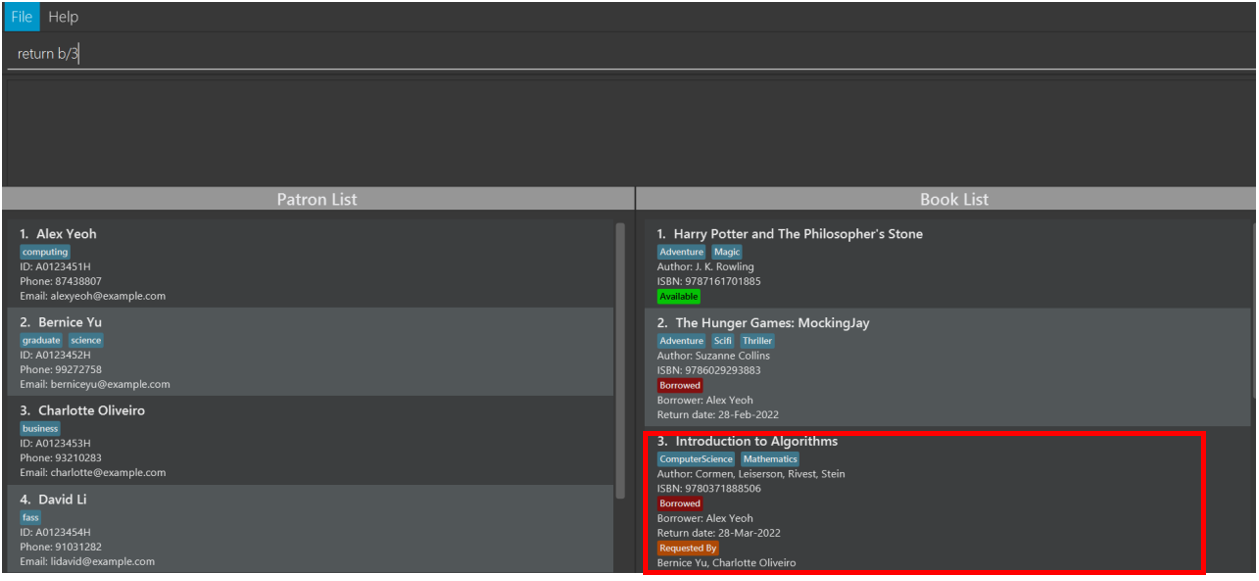 File Help
return b/3
Patron List
1. Alex Yeoh
computing
ID: A0123451H
Phone: 87438807
Email: alexyeoh@example.com
2. Bernice Yu
graduate science
ID: A0123452H
Phone: 99272758
Email: berniceyu@example.com
3. Charlotte Oliveiro
business
ID: A0123453H
Phone: 93210283
Email: charlotte@example.com
4. David Li
fass
ID: A0123454H
Phone: 91031282
Email: lidavid@example.com
Book List
1. Harry Potter and The Philosopher's Stone
Adventure Magic
Author: J. K. Rowling
ISBN: 9787161701885
Available
2. The Hunger Games: MockingJay
Adventure Scifi Thriller
Author: Suzanne Collins
ISBN: 9786029293883
Borrowed
Borrower: Alex Yeoh
Return date: 28-Feb-2022
3. Introduction to Algorithms
ComputerScience Mathematics
Author: Cormen, Leiserson, Rivest, Stein
ISBN: 9780371888506
Borrowed
Borrower: Alex Yeoh
Return date: 28-Mar-2022
Requested By
Bernice Yu, Charlotte Oliveiro